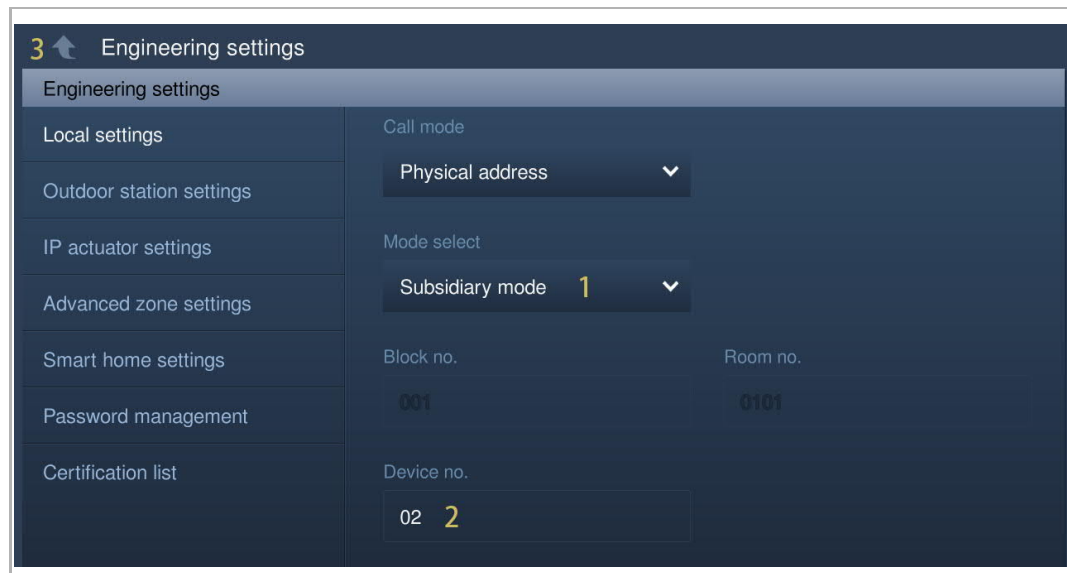 3 Engineering settings
Engineering settings
Local settings
Outdoor station settings
IP actuator settings
Advanced zone settings
Smart home settings
Password management
Certification list
Call mode
Physical address
Mode select
Subsidiary mode 1
Block no. Room no.
001 0101
Device no.
02 2